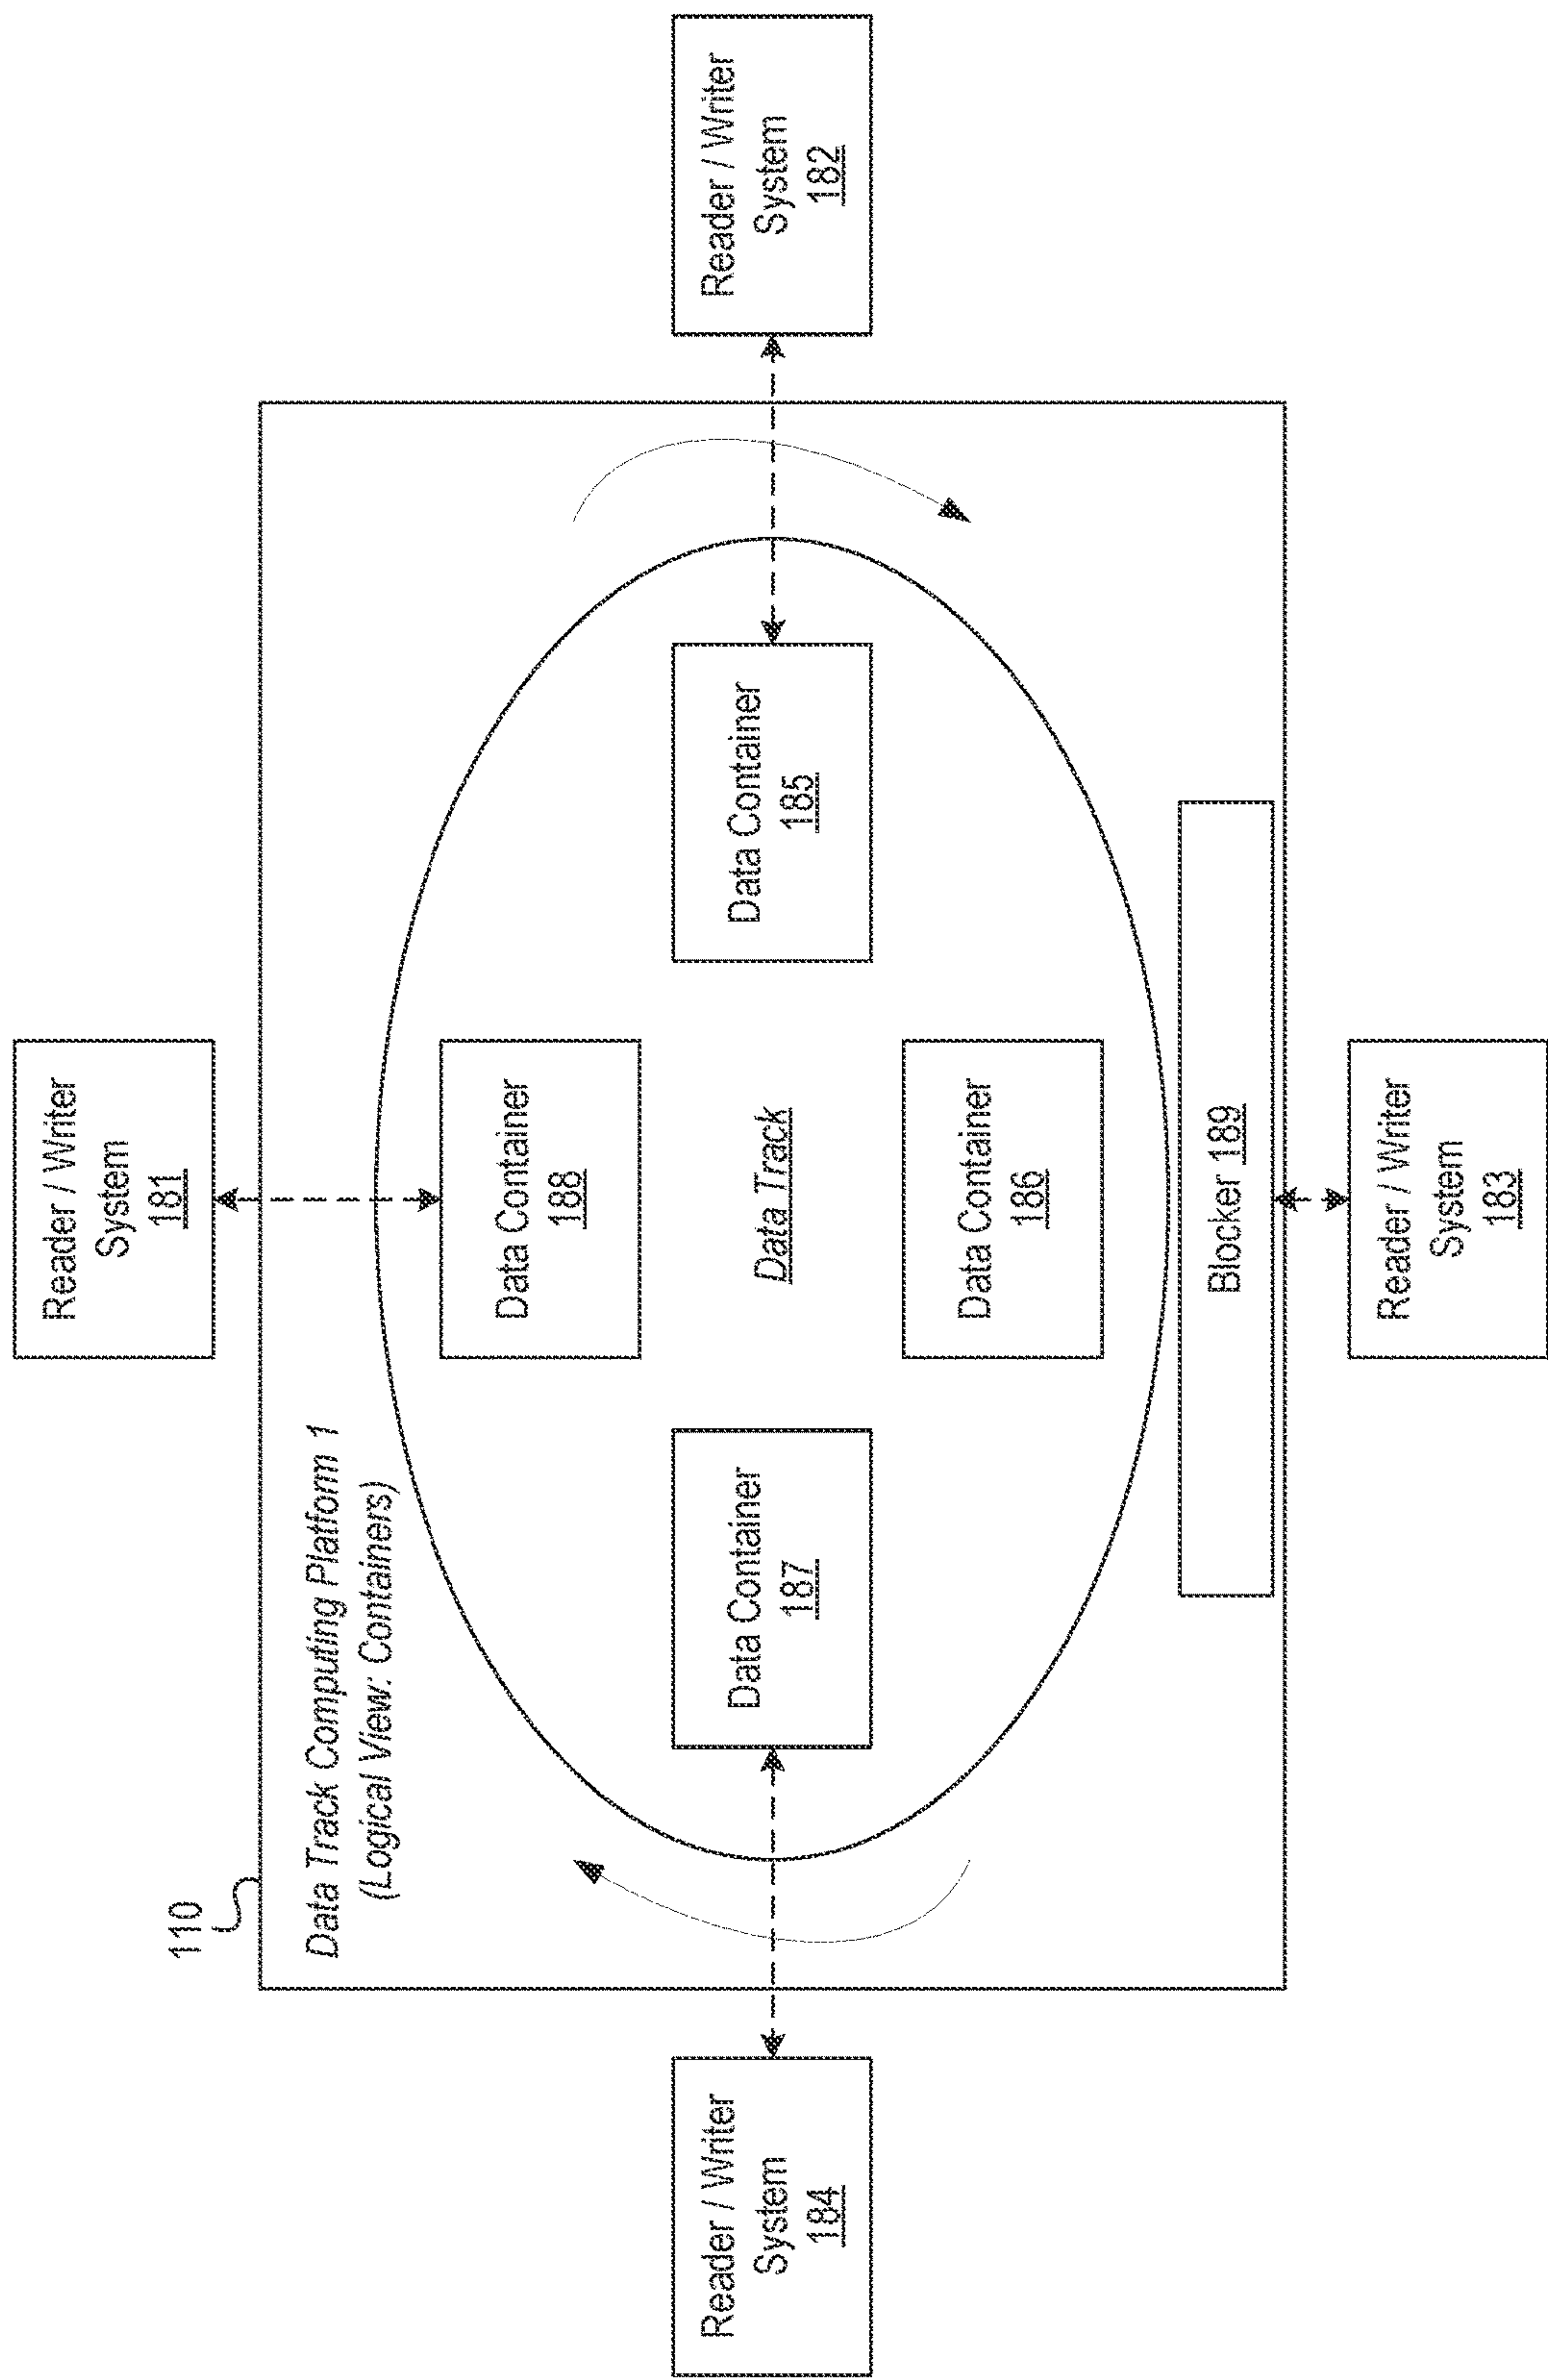 110
Data Track Computing Platform 1
(Logical View: Containers)
Reader / Writer
System
181
Reader / Writer
System
184
Data Container
187
Data Container
188
Data Track
Data Container
186
Data Container
185
Reader / Writer
System
182
Blocker 189
Reader / Writer
System
183